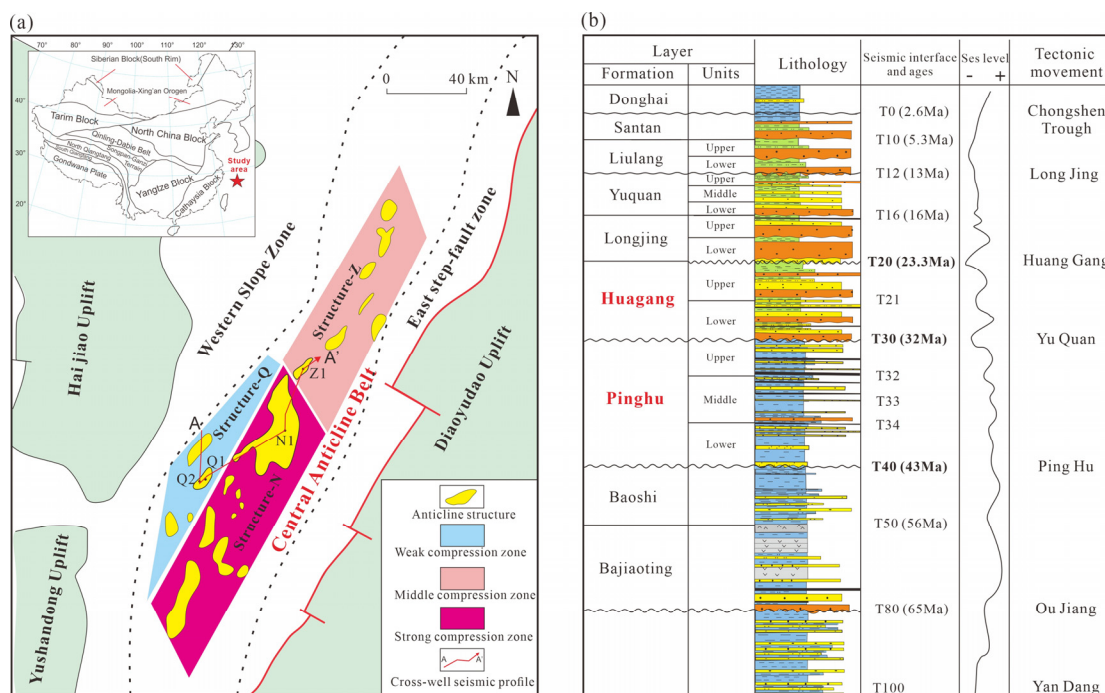 (a)
70° 80° 90° 100° 110° 120° 130°
Siberian Block(South Rim)
Mongolia-Xing'an Orogen
40°
30°
20°
Tarim Block
North China Block
Qinling-Dabie Belt
North Qiangtang
Songpan-Ganzi
Terrain
Gondwana Plate
Yangtze Block
Cathaysia Block
Study
area
0 40 km
N
Western Slope Zone
East step-fault zone
Hai jiao Uplift
Structure-Z
A'
Z1
Structure-Q
A
Q1
Q2
N1
Structure-N
Central Anticline Belt
Diaoyudao Uplift
Yushandong Uplift
Anticline structure
Weak compression zone
Middle compression zone
Strong compression zone
A A'
Cross-well seismic profile
(b)
Layer
Formation Units
Lithology
Seismic interface
and ages
Ses level
- +
Tectonic
movement
Donghai
T0 (2.6Ma)
Chongshen
Trough
Santan
T10 (5.3Ma)
Liulang
Upper
Lower
T12 (13Ma)
Long Jing
Yuquan
Upper
Middle
Lower
T16 (16Ma)
Longjing
Upper
Lower
T20 (23.3Ma)
Huang Gang
Huagang
Upper
T21
Lower
T30 (32Ma)
Yu Quan
Pinghu
Upper
T32
Middle
T33
T34
Lower
T40 (43Ma)
Ping Hu
Baoshi
T50 (56Ma)
Bajiaoting
T80 (65Ma)
Ou Jiang
T100
Yan Dang